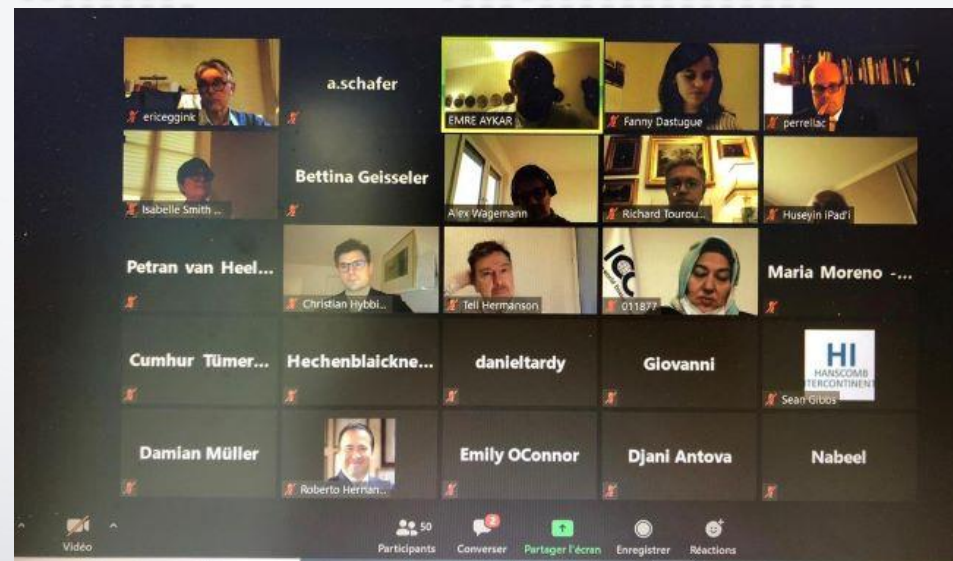 ericeggink
a.schafer
EMRE AYKAR
Fanny Dastugue
perrellac
Isabelle Smith ..
Bettina Geisseler
Alex Wagemann
Richard Tourou...
Huseyin iPad'i
Petran van Heel...
Christian Hybbi...
Tell Hermanson
ICC
011877
Maria Moreno -...
Cumhur Tümer...
Hechenblaickne...
danieltardy
Giovanni
HI
HANSCOMB
TERCONTINENT
Sean Gibbs
Damian Müller
Roberto Hernan...
Emily OConnor
Djani Antova
Nabeel
Vidéo
50
Participants
2
Converser
Partager l'écran
Enregistrer
Réactions